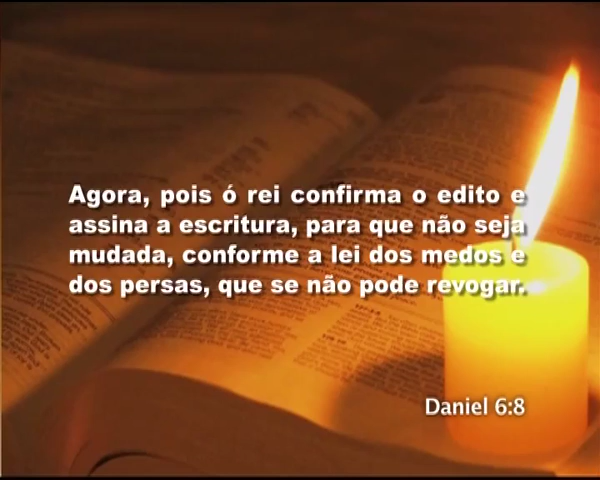 Agora, pois ó rei confirma o edito e
assina a escritura, para que não seja
mudada, conforme a lei dos medos e
dos persas, que se não pode revogar.
Daniel 6:8